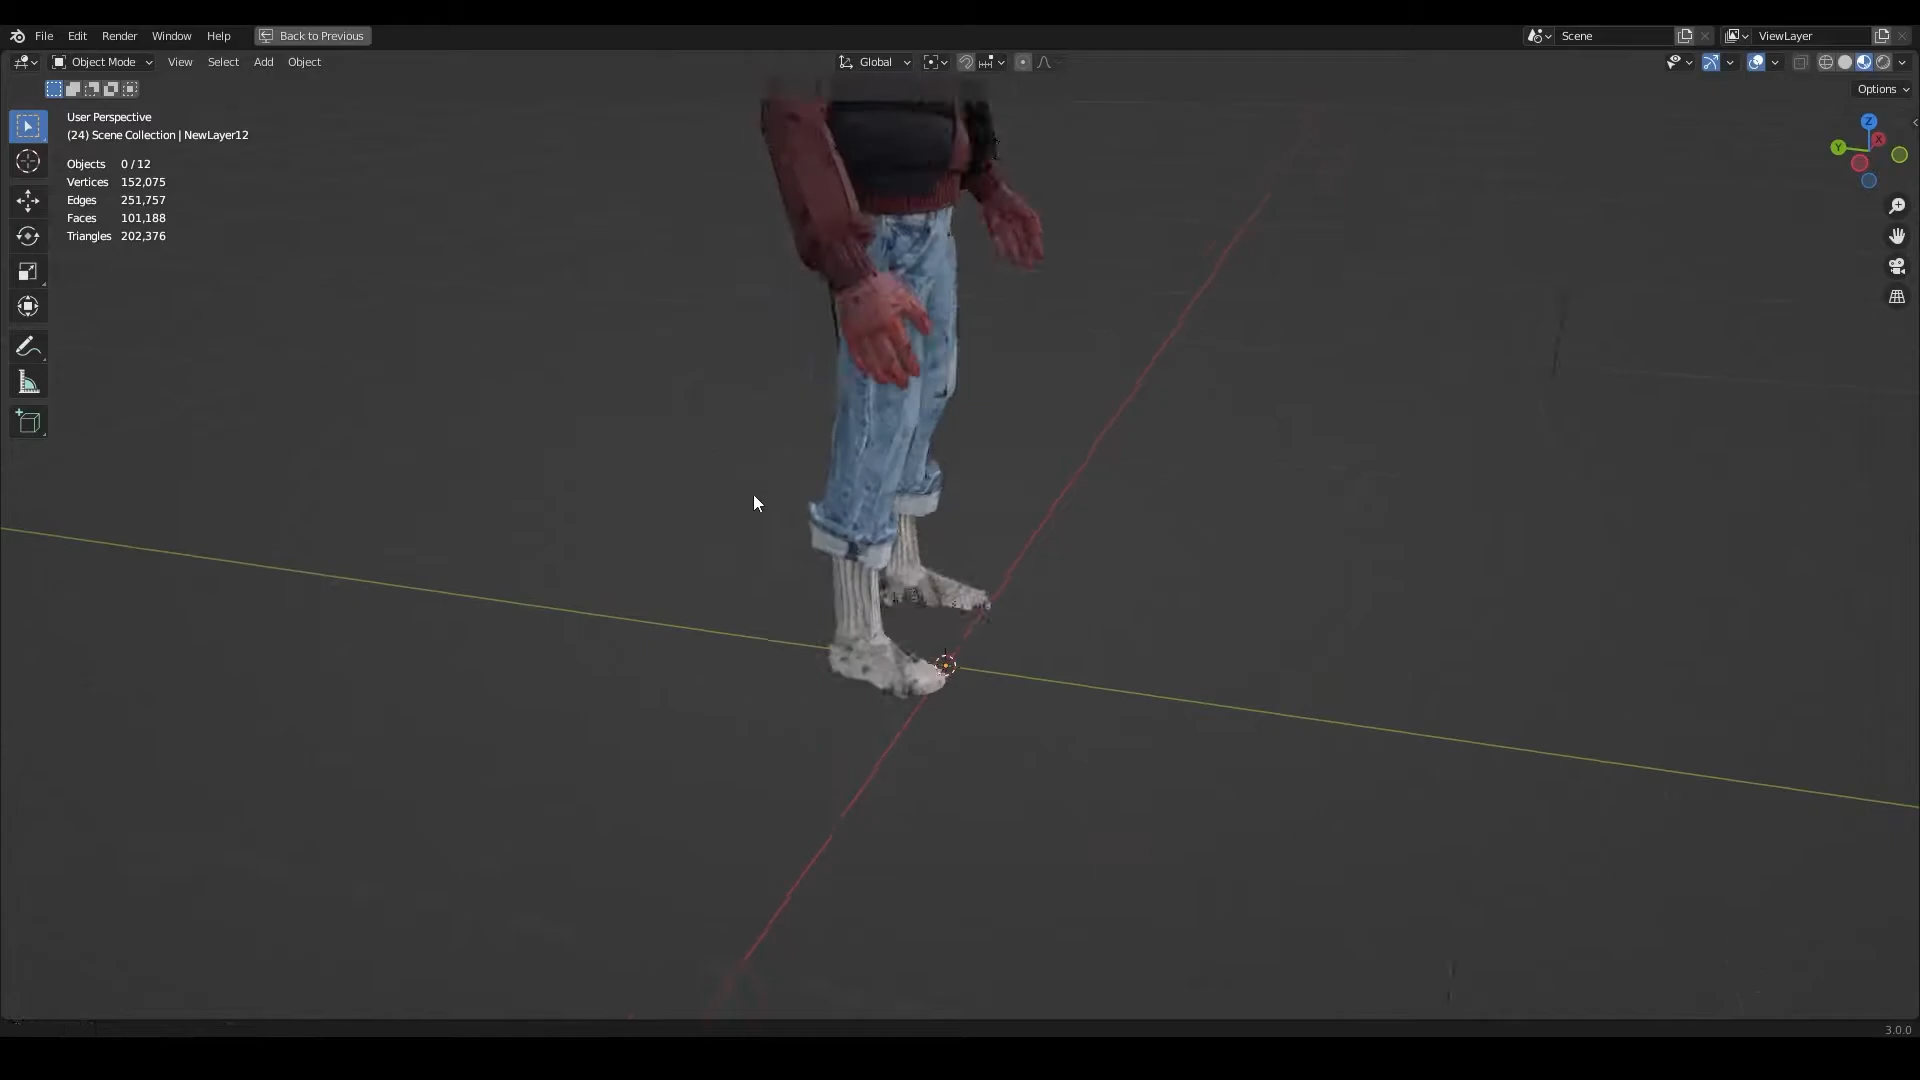 File Edit Render Window Help Back to Previous Scene ViewLayer
Object Mode View Select Add Object Global
Options
User Perspective
(24) Scene Collection | NewLayer12
Objects 0 / 12
Vertices 152,075
Edges 251,757
Faces 101,188
Triangles 202,376
Z
X
Y
3.0.0